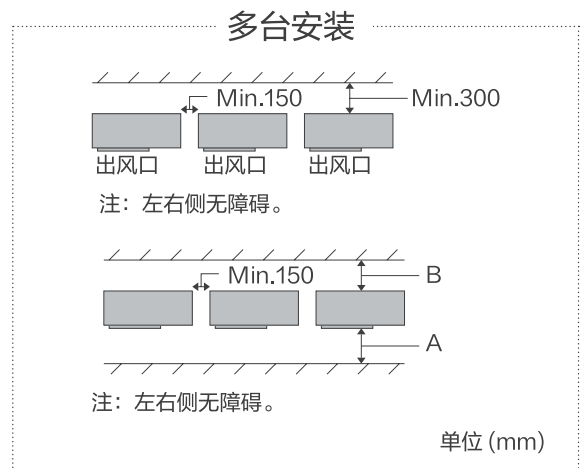 多台安装
Min.150
Min.300
出风口 出风口 出风口
注：左右侧无障碍。
Min.150
B
A
注：左右侧无障碍。
单位 (mm)